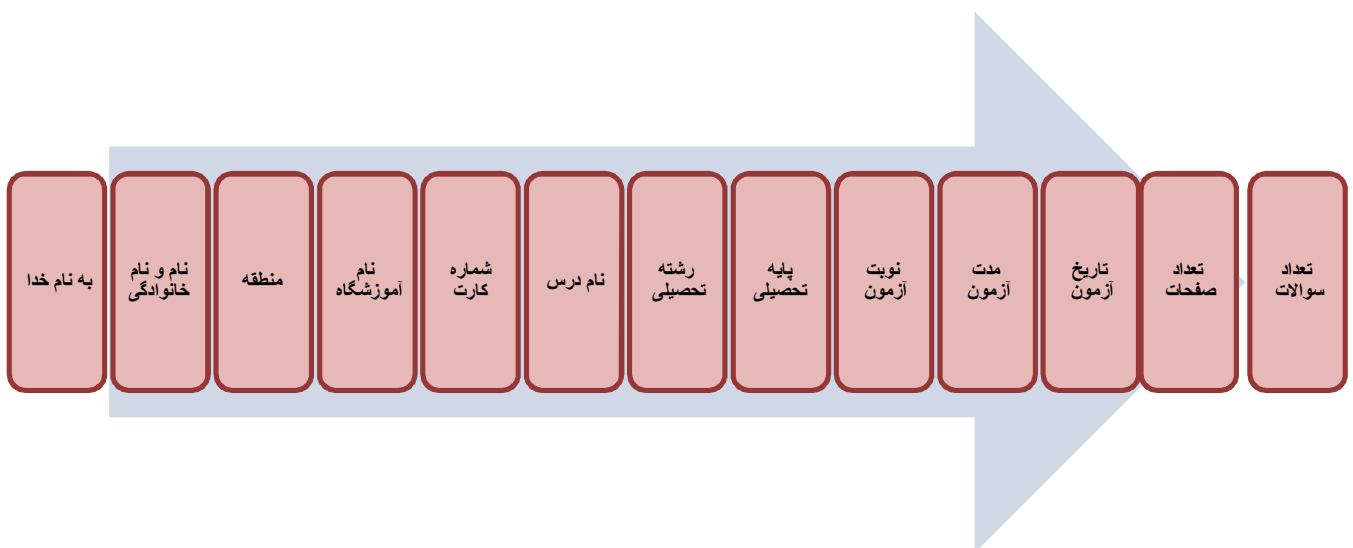 به نام خدا
نام و نام
خانوادگی
منطقه
نام
آموزشگاه
شماره
کارت
نام درس
رشته
تحصیلی
پایه
تحصیلی
نوبت
آزمون
مدت
آزمون
تاریخ
آزمون
تعداد
صفحات
تعداد
سوالات